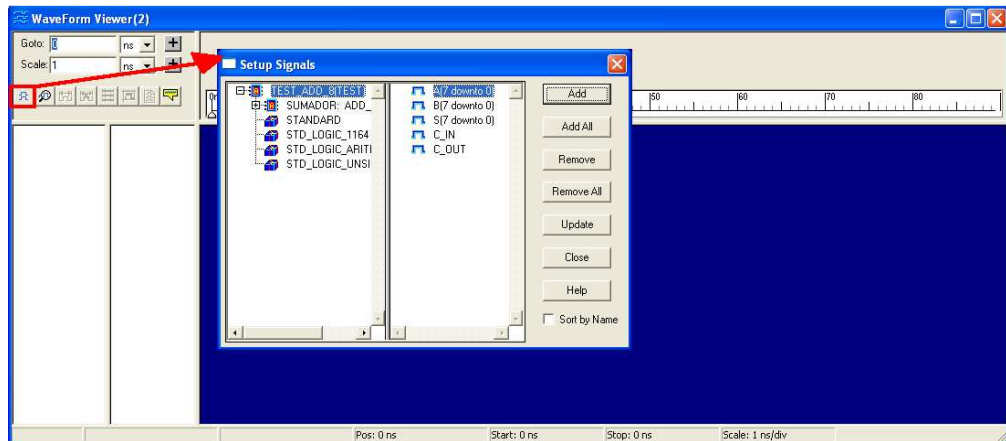 WaveForm Viewer(2)
Goto: 0 ns
Scale: 1 ns
Setup Signals
TEST_ADD_8(TEST)
SUMADOR: ADD_
STANDARD
STD_LOGIC_1164
STD_LOGIC_ARITI
STD_LOGIC_UNSI
A(7 downto 0)
B(7 downto 0)
S(7 downto 0)
C_IN
C_OUT
Add
Add All
Remove
Remove All
Update
Close
Help
Sort by Name
50 60 70 80
Pos: 0 ns Start: 0 ns Stop: 0 ns Scale: 1 ns/div